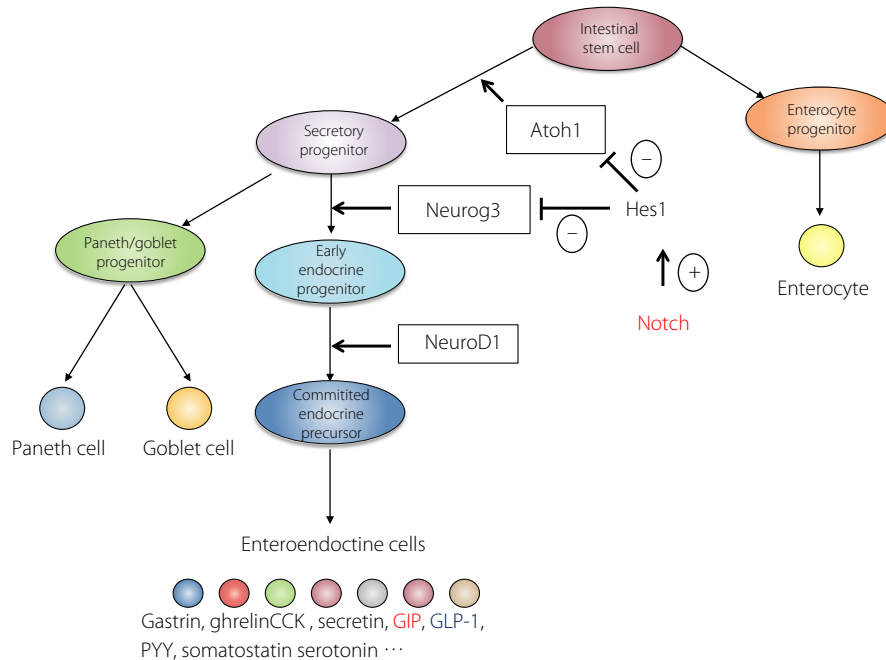 Intestinal
stem cell
Enterocyte
progenitor
Atoh1
−
Secretory
progenitor
Neurog3
−
Hes1
Paneth/goblet
progenitor
Early
endocrine
progenitor
+
Enterocyte
Notch
NeuroD1
Commitited
endocrine
precursor
Paneth cell
Goblet cell
Enteroendoctine cells
Gastrin, ghrelinCCK , secretin, GIP, GLP-1,
PYY, somatostatin serotonin ⋯